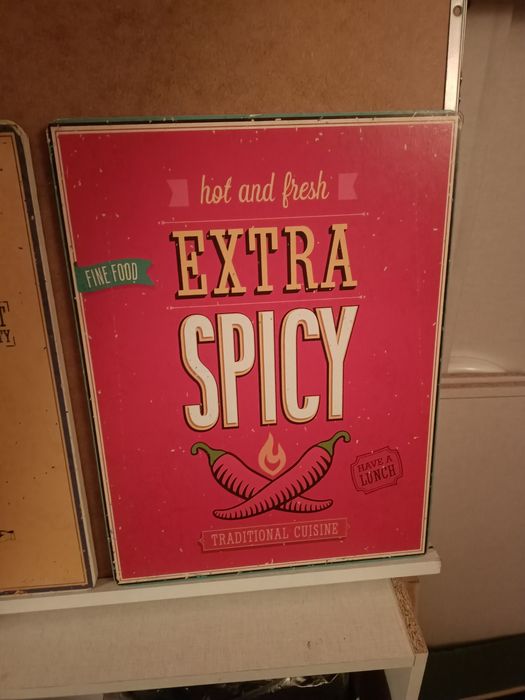 hot and fresh
EXTRA
FINE FOOD
SPICY
HAVE A
LUNCH
TRADITIONAL CUISINE